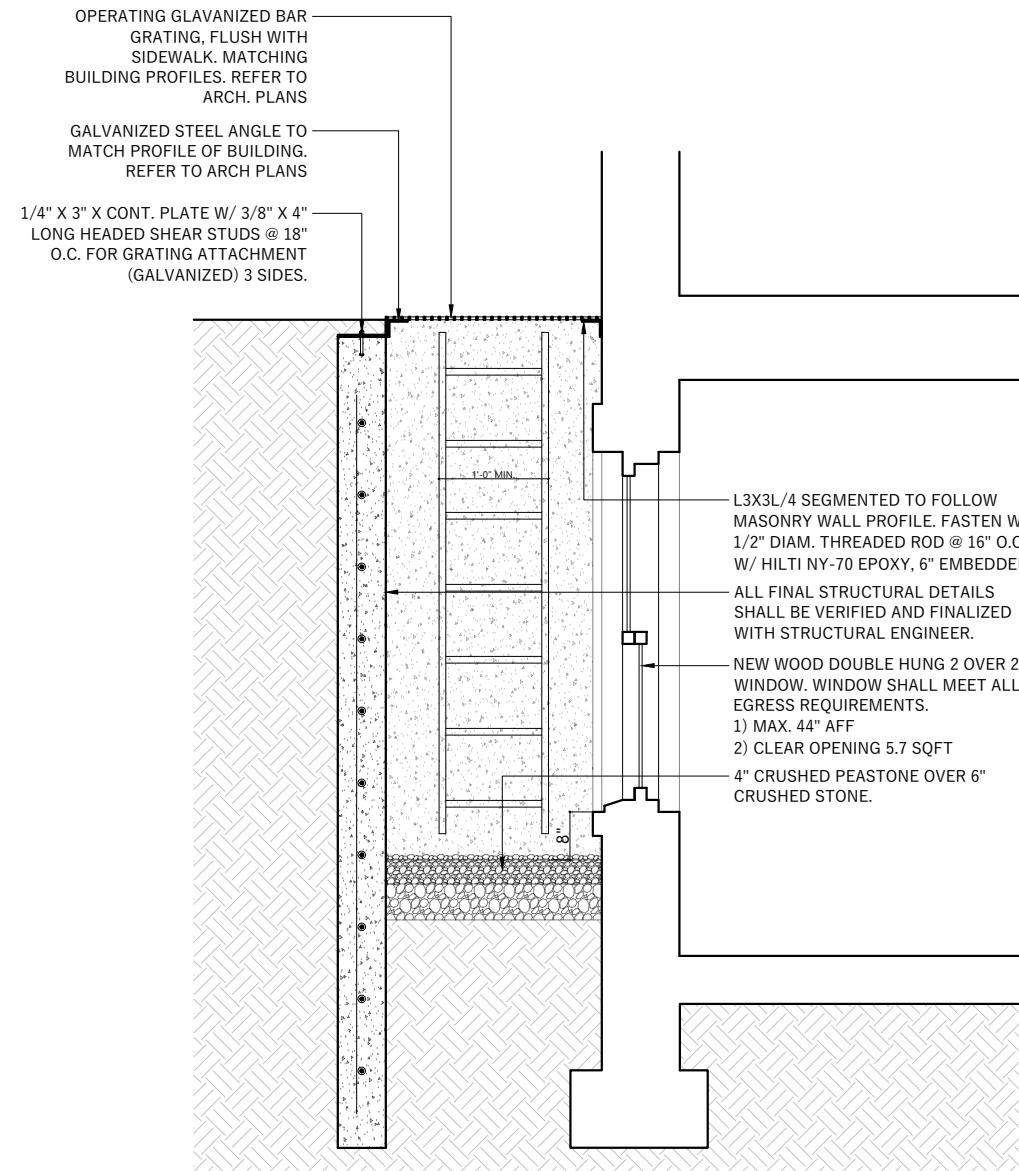 OPERATING GLAVANIZED BAR
GRATING, FLUSH WITH
SIDEWALK. MATCHING
BUILDING PROFILES. REFER TO
ARCH. PLANS
GALVANIZED STEEL ANGLE TO
MATCH PROFILE OF BUILDING.
REFER TO ARCH PLANS
1/4" X 3" X CONT. PLATE W/ 3/8" X 4"
LONG HEADED SHEAR STUDS @ 18"
O.C. FOR GRATING ATTACHMENT
(GALVANIZED) 3 SIDES.
1'-0" MIN.
L3X3L/4 SEGMENTED TO FOLLOW
MASONRY WALL PROFILE. FASTEN W
1/2" DIAM. THREADED ROD @ 16" O.C
W/ HILTI NY-70 EPOXY, 6" EMBEDDE
ALL FINAL STRUCTURAL DETAILS
SHALL BE VERIFIED AND FINALIZED
WITH STRUCTURAL ENGINEER.
NEW WOOD DOUBLE HUNG 2 OVER 2
WINDOW. WINDOW SHALL MEET ALL
EGRESS REQUIREMENTS.
1) MAX. 44" AFF
2) CLEAR OPENING 5.7 SQFT
4" CRUSHED PEASTONE OVER 6"
CRUSHED STONE.
8"